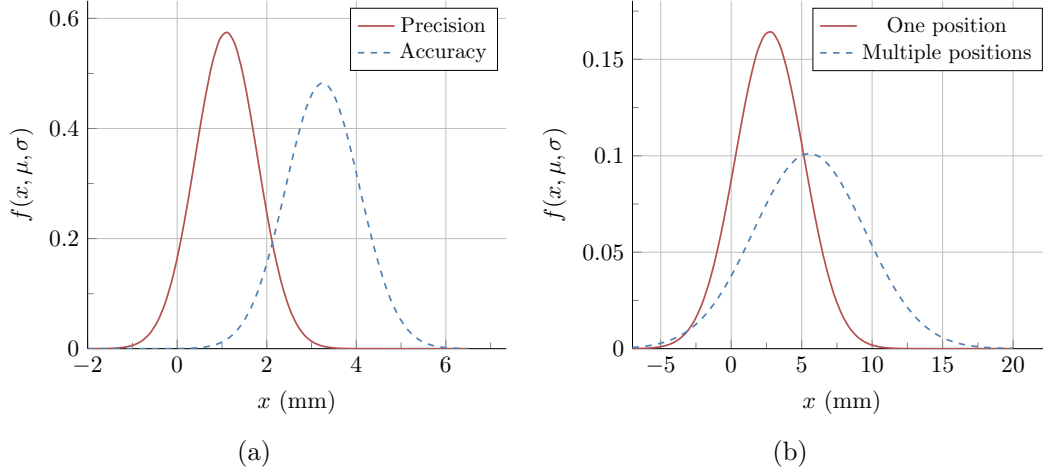 Precision
Accuracy
0.6
0.4
0.2
0
−2
0
2
4
6
f(x, μ, σ)
x (mm)
(a)
One position
Multiple positions
0.15
0.1
0.05
0
−5
0
5
10
15
20
f(x, μ, σ)
x (mm)
(b)